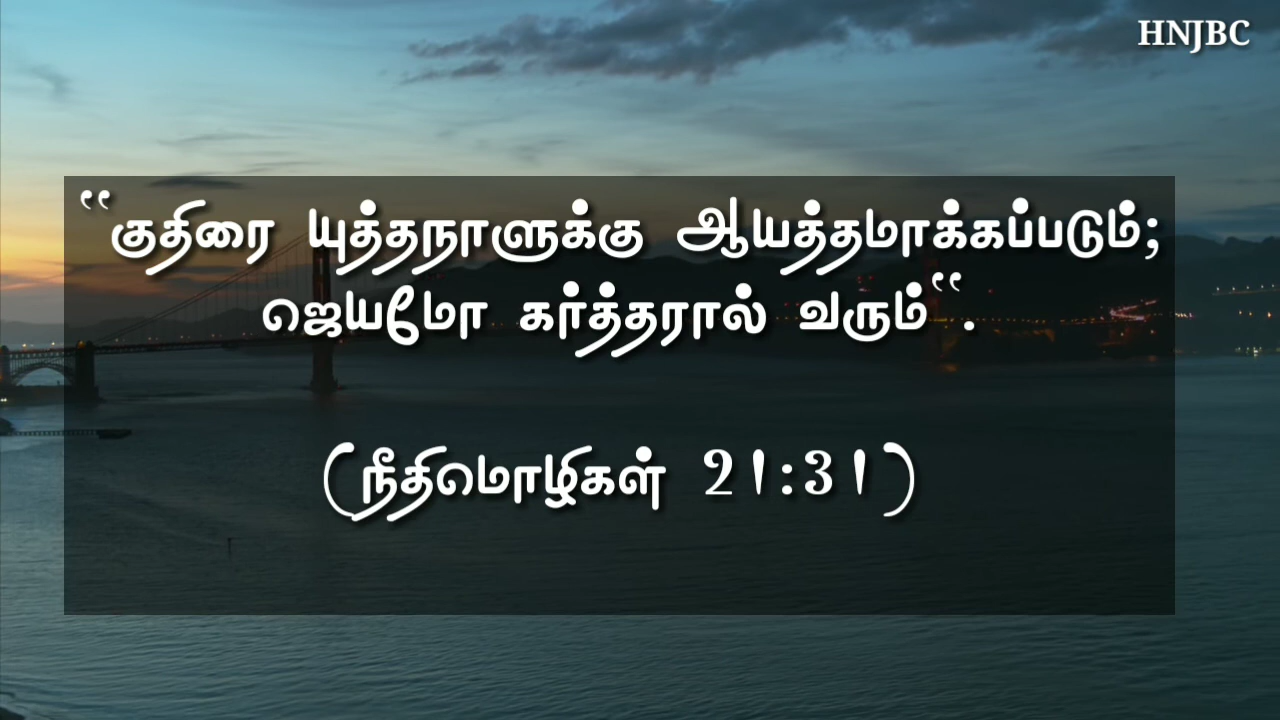 HNJBC
“குதிரை யுத்தநாளுக்கு ஆயத்தமாக்கப்படும்;
ஜெயமோ கர்த்தரால் வரும்“.
(நீதிமொழிகள் 21:31)